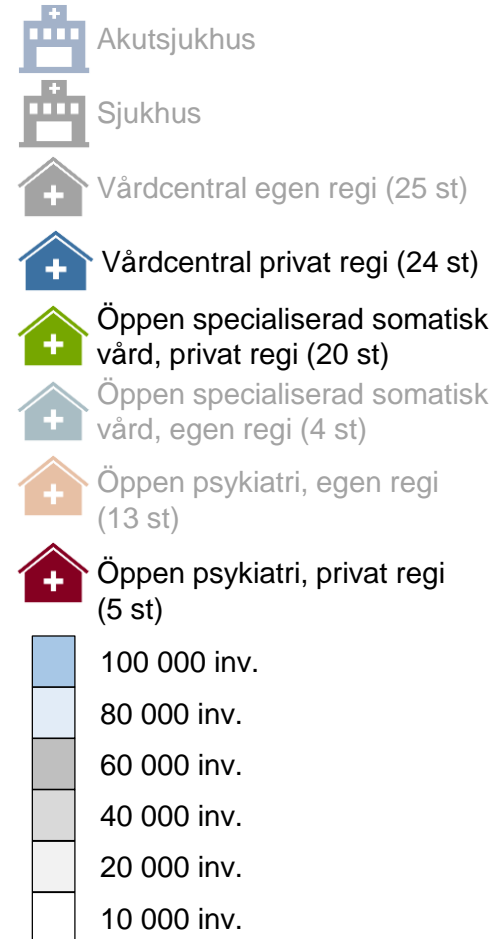 Akutsjukhus
Sjukhus
Vårdcentral egen regi (25 st)
Vårdcentral privat regi (24 st)
Öppen specialiserad somatisk
vård, privat regi (20 st)
Öppen specialiserad somatisk
vård, egen regi (4 st)
Öppen psykiatri, egen regi
(13 st)
Öppen psykiatri, privat regi
(5 st)
100 000 inv.
80 000 inv.
60 000 inv.
40 000 inv.
20 000 inv.
10 000 inv.